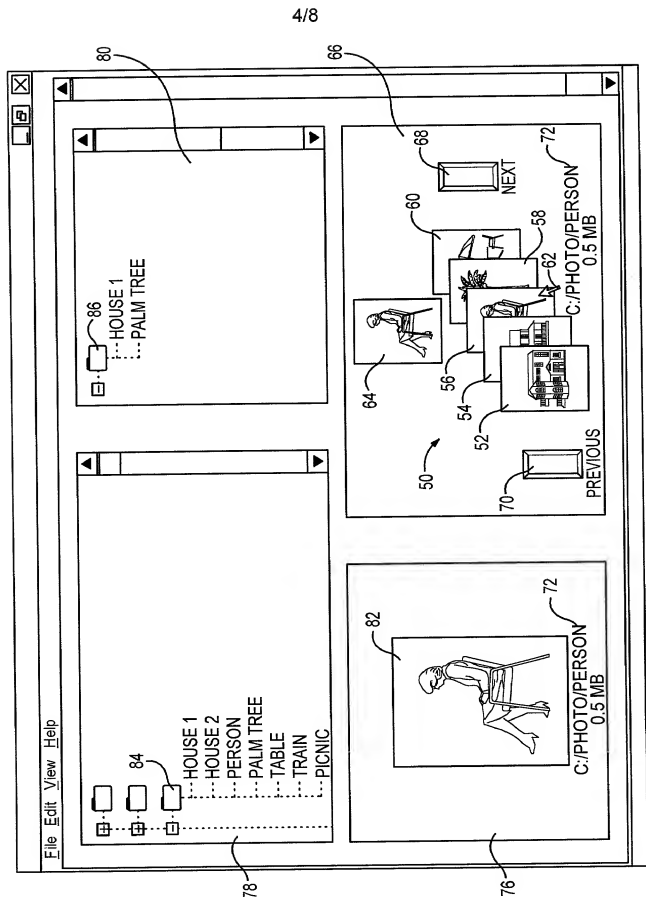 4/8
File Edit View Help
84
HOUSE 1
HOUSE 2
PERSON
PALM TREE
TABLE
TRAIN
PICNIC
78
86
HOUSE 1
PALM TREE
80
82
72
C:/PHOTO/PERSON
0.5 MB
76
66
68
NEXT
60
64
58
62
56
54
52
50
70
PREVIOUS
72
C:/PHOTO/PERSON
0.5 MB